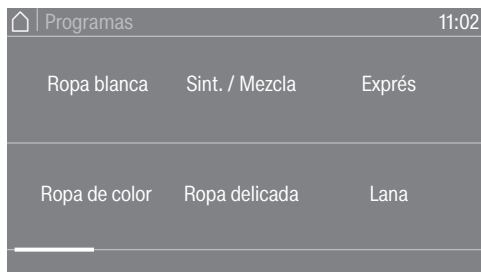 Programas 11:02
Ropa blanca Sint. / Mezcla Exprés
Ropa de color Ropa delicada Lana